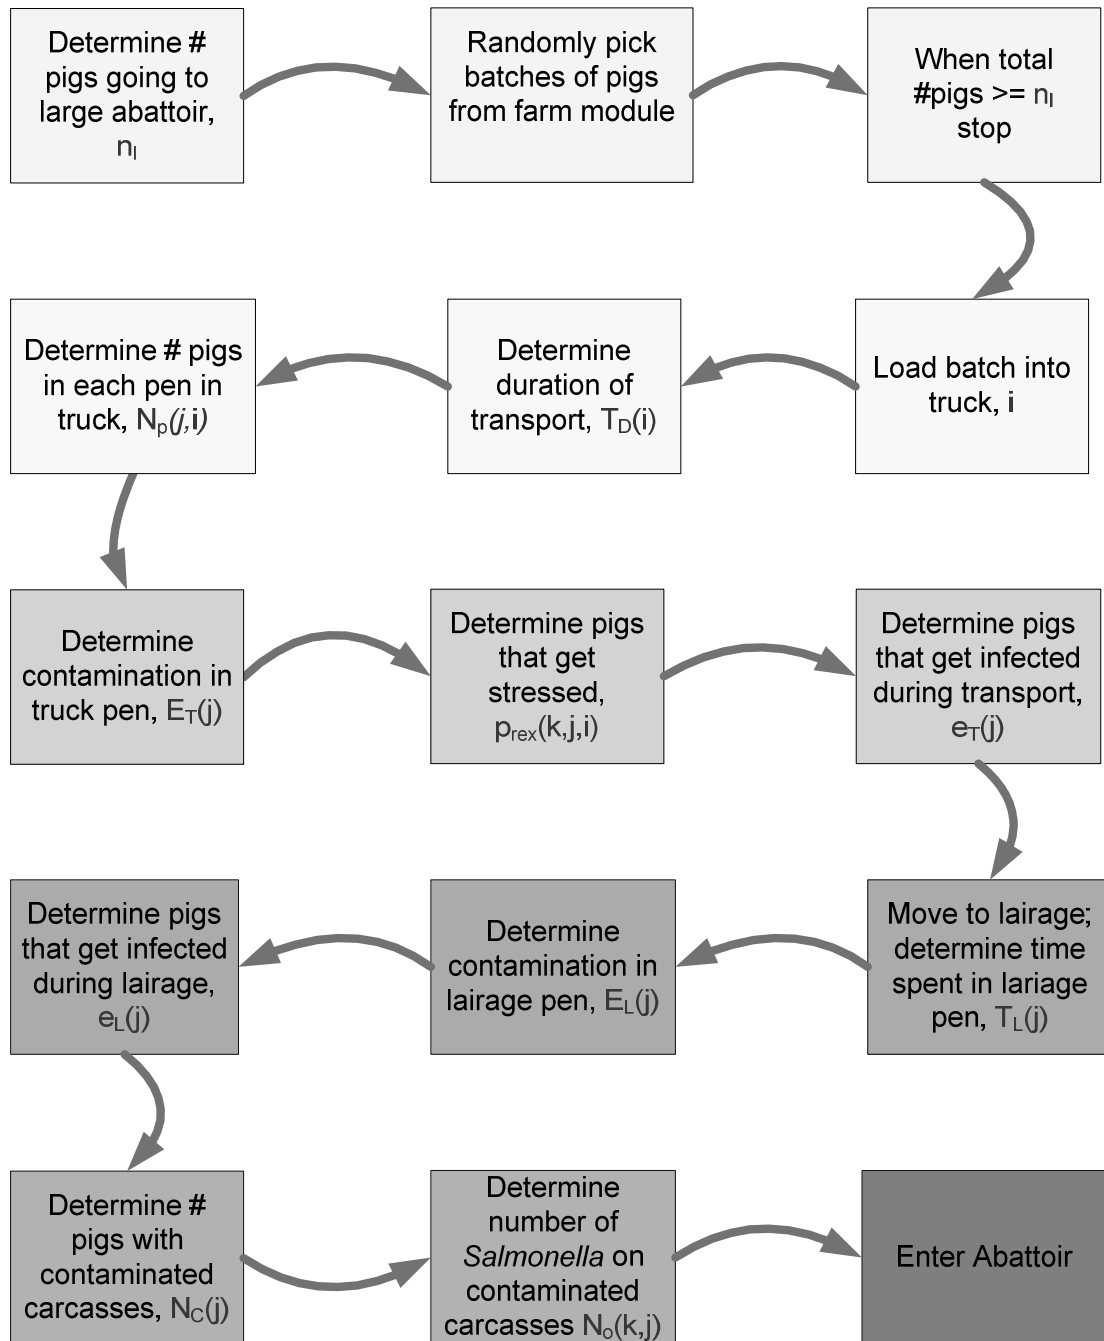 Determine #
pigs going to
large abattoir,
nl
Randomly pick
batches of pigs
from farm module
When total
#pigs >= nl
stop
Load batch into
truck, i
Determine
duration of
transport, TD(i)
Determine # pigs
in each pen in
truck, Np(j,i)
Determine
contamination in
truck pen, ET(j)
Determine pigs
that get
stressed,
prex(k,j,i)
Determine pigs
that get infected
during transport,
eT(j)
Move to lairage;
determine time
spent in lariage
pen, TL(j)
Determine
contamination in
lairage pen, EL(j)
Determine pigs
that get infected
during lairage,
eL(j)
Determine #
pigs with
contaminated
carcasses, NC(j)
Determine
number of
Salmonella on
contaminated
carcasses No(k,j)
Enter Abattoir